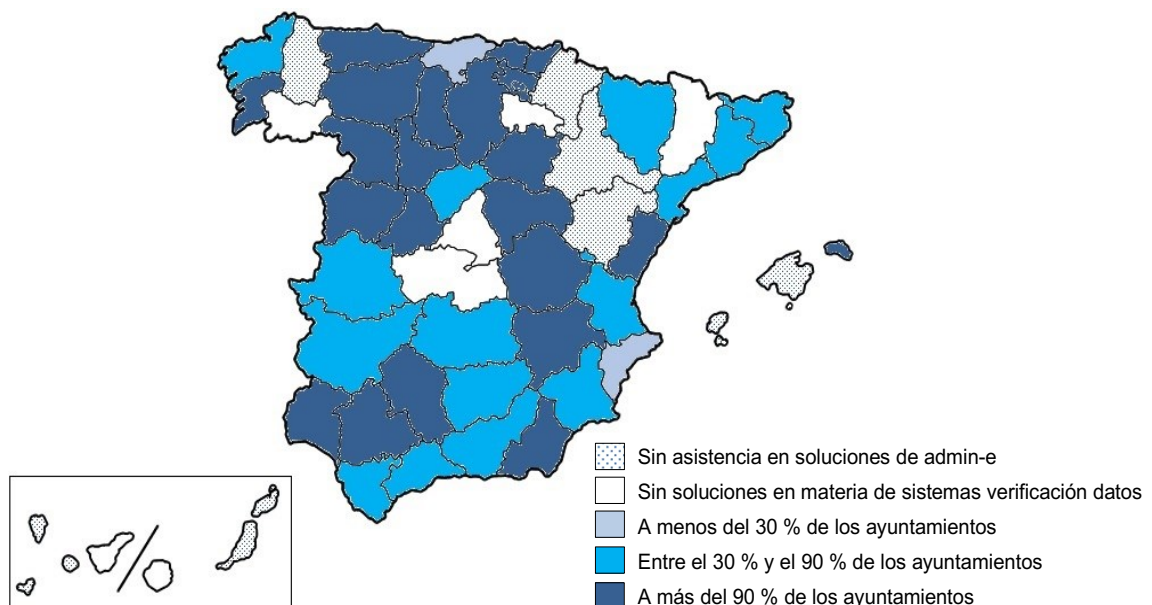 Sin asistencia en soluciones de admin-e
Sin soluciones en materia de sistemas verificación datos
A menos del 30 % de los ayuntamientos
Entre el 30 % y el 90 % de los ayuntamientos
A más del 90 % de los ayuntamientos